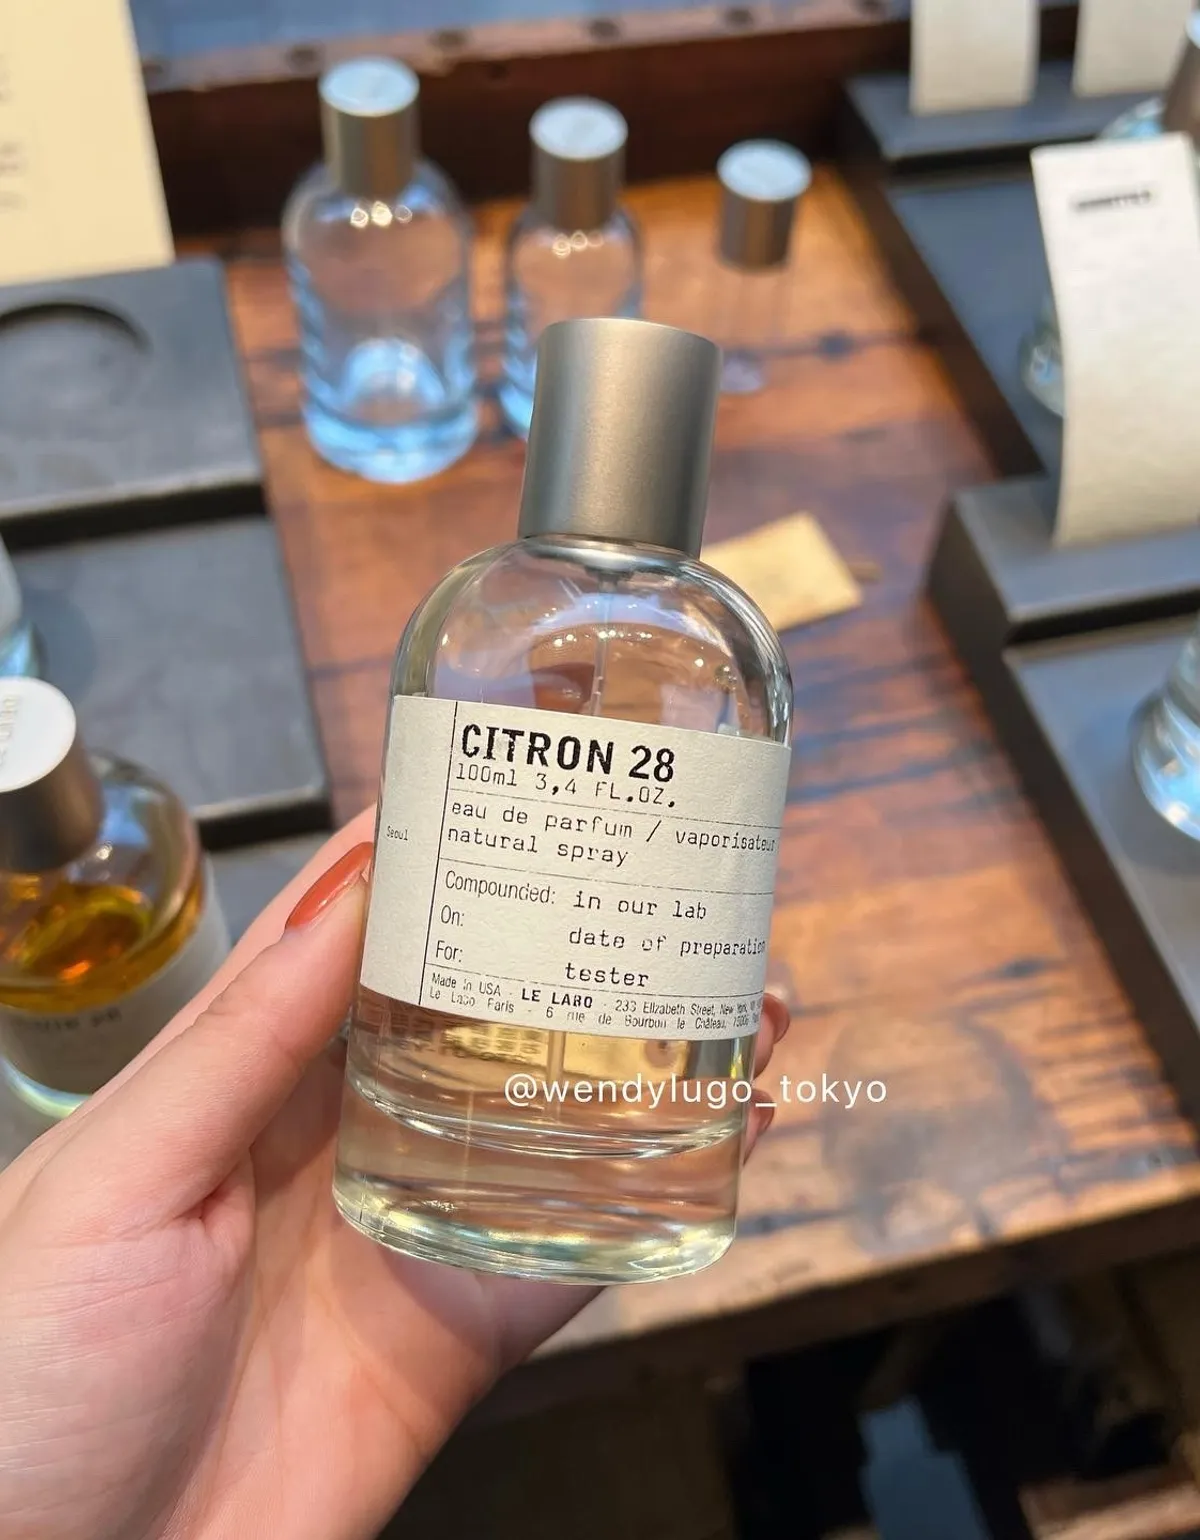 CITRON 28
100ml 3,4 FL.OZ.
eau de parfum / vaporisateur
natural spray
Seoul
Compounded: in our lab
On: date of preparation
For: tester
Made in USA - LE LABO - 233 Elizabeth Street, New York,
Le Labo Paris - 6 rue de Bourbon le Château, 75006
@wendylugo_tokyo